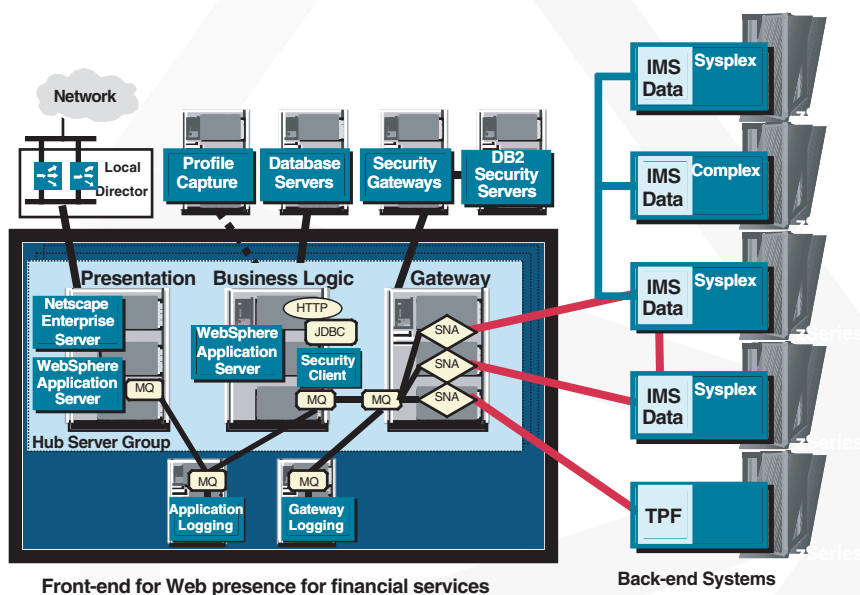 Network
Local
Director
Profile
Capture
Database
Servers
Security
Gateways
DB2
Security
Servers
Presentation
Business Logic
Gateway
Netscape
Enterprise
Server
WebSphere
Application
Server
MQ
HTTP
JDBC
WebSphere
Application
Server
Security
Client
MQ
MQ
SNA
SNA
SNA
Hub Server Group
MQ
Application
Logging
MQ
Gateway
Logging
Front-end for Web presence for financial services
IMS
Data
Sysplex
IMS
Data
Complex
IMS
Data
Sysplex
zSeries
IMS
Data
Sysplex
zSeries
TPF
zSeries
Back-end Systems